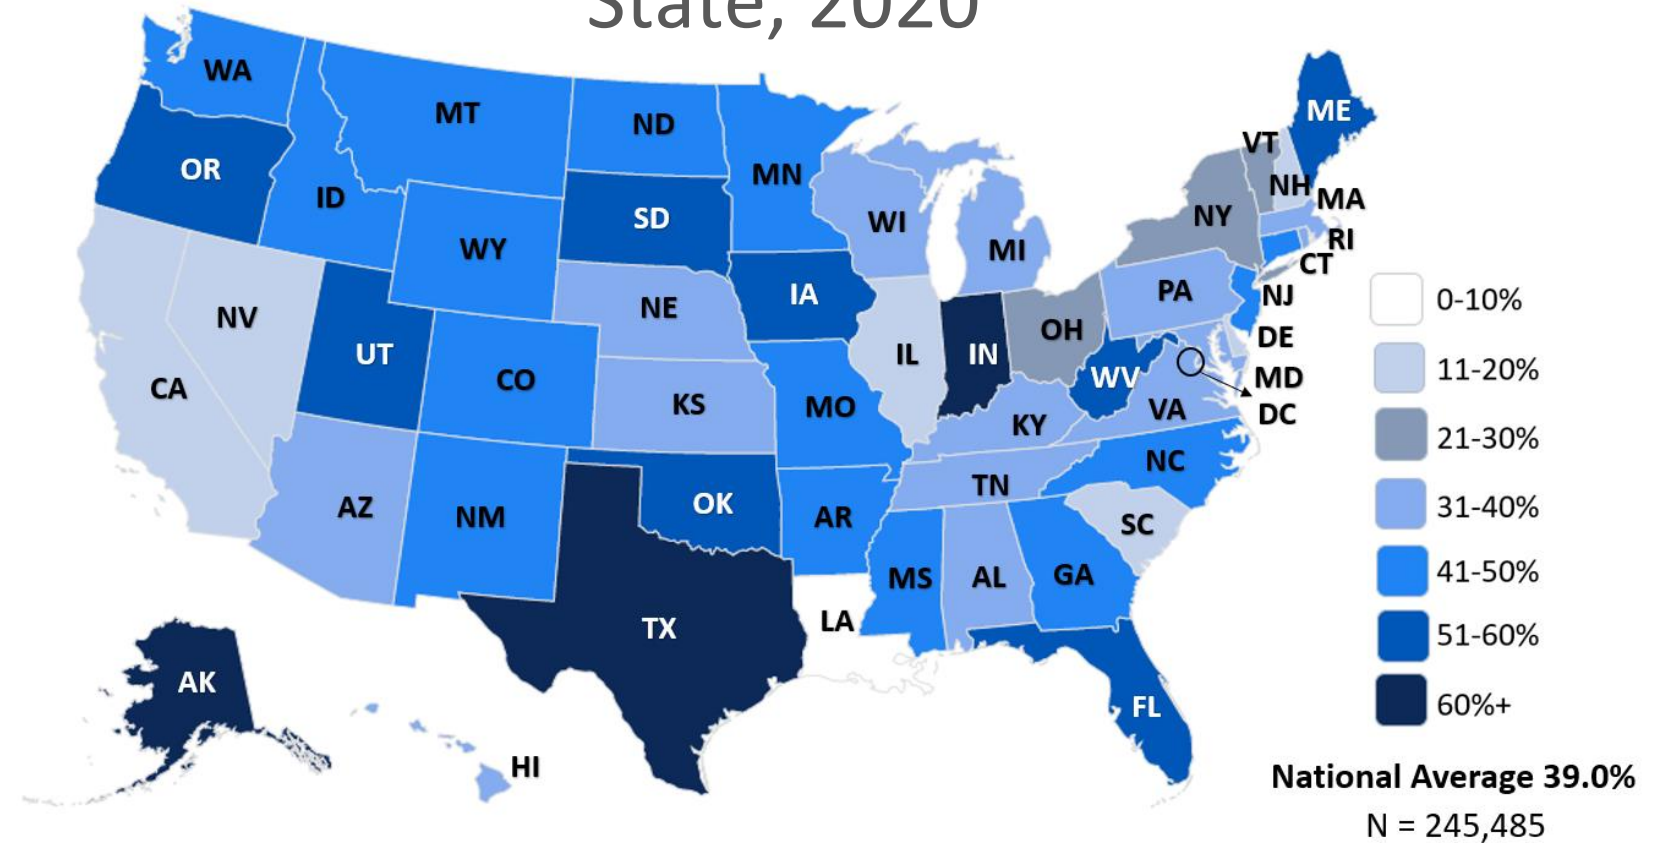 State, 2020
WA
MT
ND
MN
OR
ID
SD
WI
MI
NY
VT
NH
ME
MA
RI
CT
WY
IA
NE
PA
NJ
NV
UT
CO
IL
IN
OH
DE
MD
DC
WV
VA
CA
KS
MO
KY
NC
AZ
NM
OK
AR
TN
SC
MS
AL
GA
TX
LA
AK
FL
HI
0-10%
11-20%
21-30%
31-40%
41-50%
51-60%
60%+
National Average 39.0%
N = 245,485